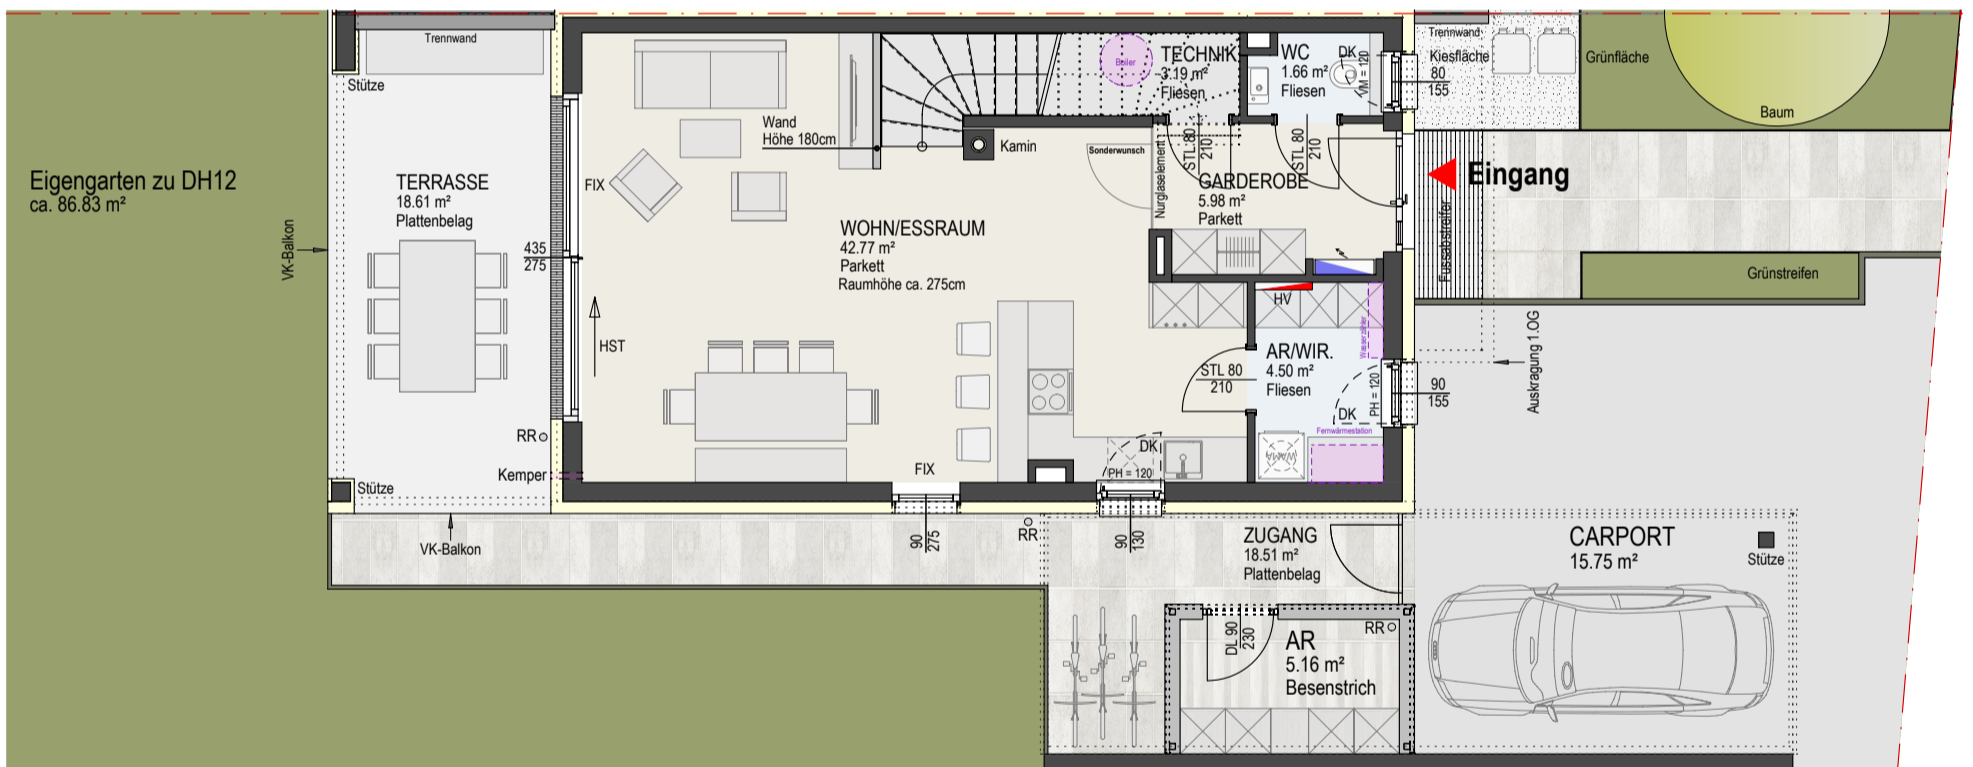 Eigengarten zu DH12
ca. 86.83 m²
Trennwand
Stütze
TERRASSE
18.61 m²
Plattenbelag
VK-Balkon
435
275
RR
Kemper
Stütze
VK-Balkon
FIX
HST
Wand
Höhe 180cm
Kamin
WOHN/ESSRAUM
42.77 m²
Parkett
Raumhöhe ca. 275cm
FIX
90
275
RR
Boiler
TECHNIK
3.19 m²
Fliesen
WC
1.66 m²
Fliesen
DK
VM = 120
80
155
Sonderwunsch
Nurglaselement
STL 80
210
STL 80
210
GARDEROBE
5.98 m²
Parkett
HV
Wasserzähler
AR/WIR.
4.50 m²
Fliesen
STL 80
210
PH = 120
DK
90
155
Fernwärmestation
WM/WA
DK
PH = 120
90
130
Trennwand
Kiesfläche
Grünfläche
Baum
Eingang
Fussabstreifer
Grünstreifen
Auskragung 1.OG
ZUGANG
18.51 m²
Plattenbelag
DL 90
230
AR
5.16 m²
Besenstrich
RR
CARPORT
15.75 m²
Stütze